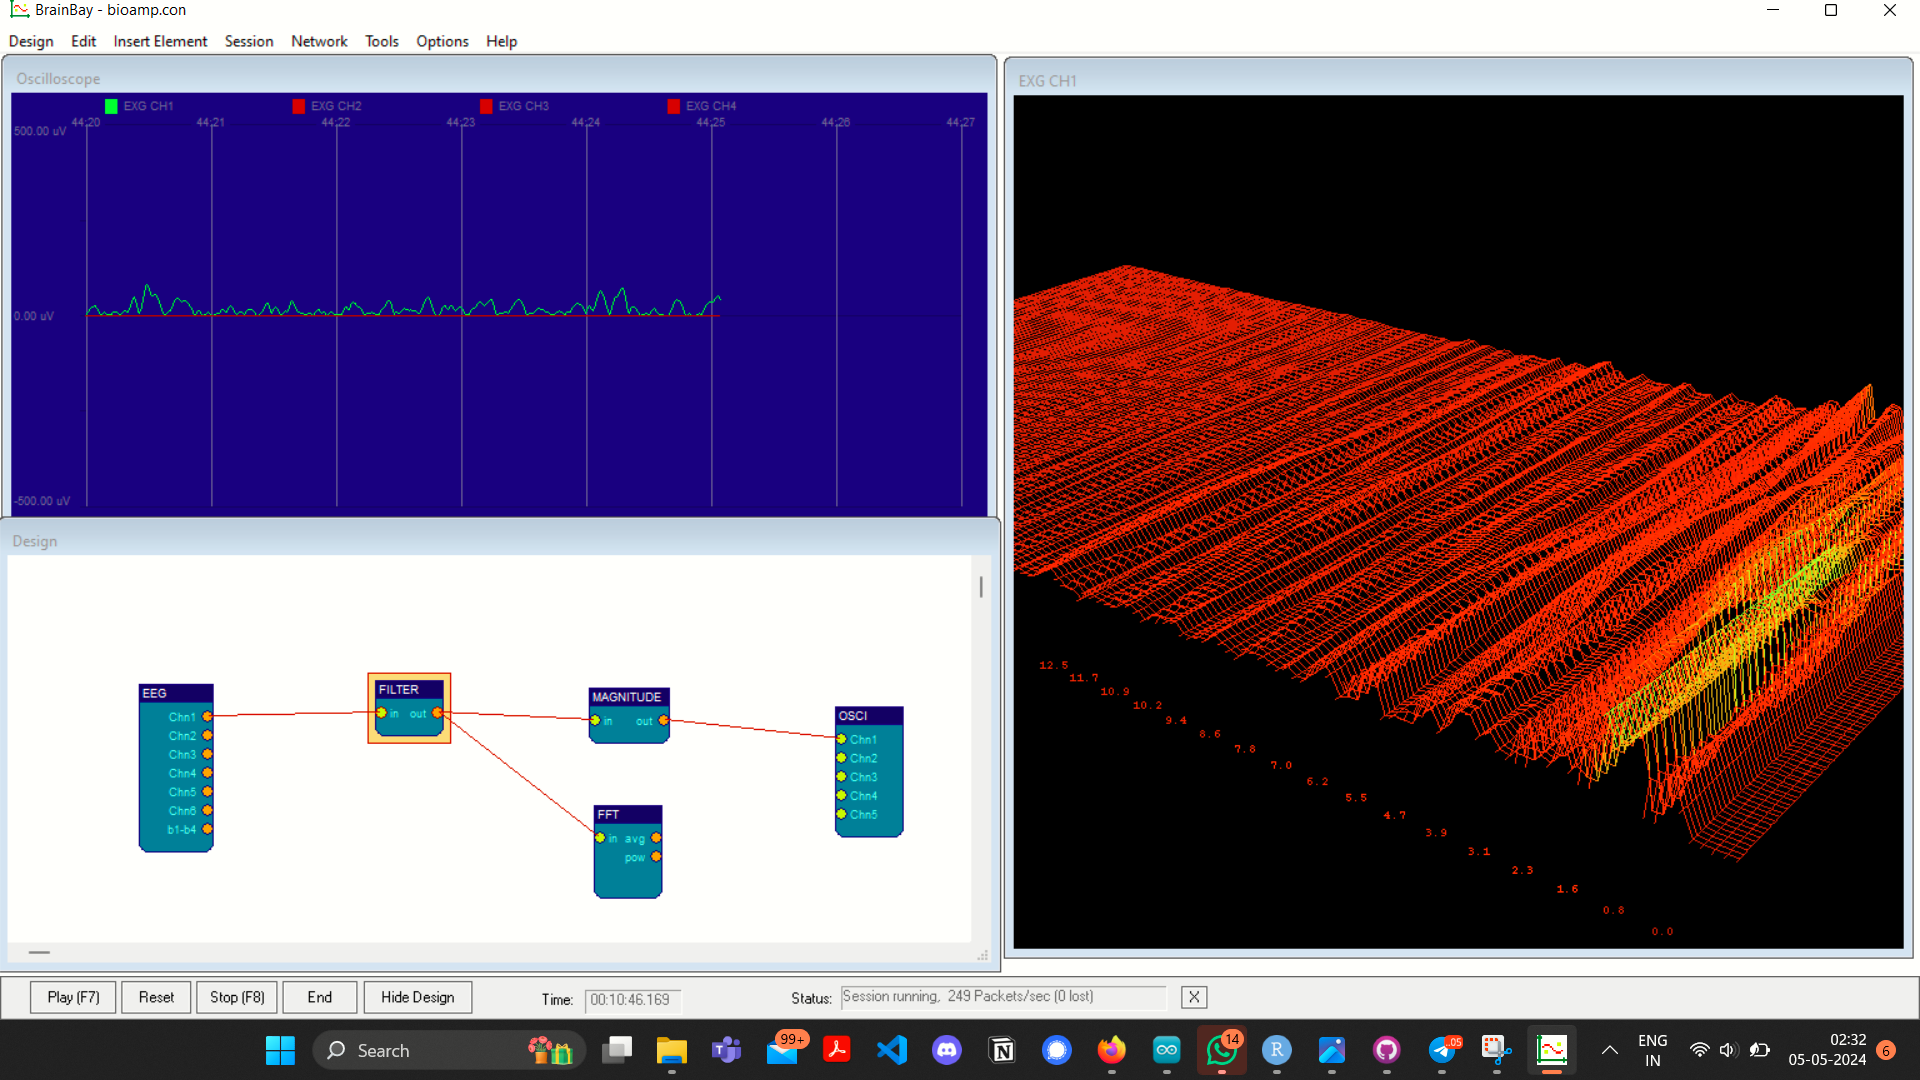 BrainBay - bioamp.con
Design Edit Insert Element Session Network Tools Options Help
Oscilloscope
EXG CH1 EXG CH2 EXG CH3 EXG CH4
44:20 44:21 44:22 44:23 44:24 44:25 44:26 44:27
500.00 uV
0.00 uV
-500.00 uV
EXG CH1
12.5
11.7
10.9
10.2
9.4
8.6
7.8
7.0
6.2
5.5
4.7
3.9
3.1
2.3
1.6
0.8
0.0
Design
EEG
Chn1
Chn2
Chn3
Chn4
Chn5
Chn6
b1-b4
FILTER
in out
MAGNITUDE
in out
FFT
in avg
pow
OSCI
Chn1
Chn2
Chn3
Chn4
Chn5
Play (F7) Reset Stop (F8) End Hide Design Time: 00:10:46.169 Status: Session running, 249 Packets/sec (0 lost) X
Search
99+
14
.05
ENG
IN
02:32
05-05-2024
6